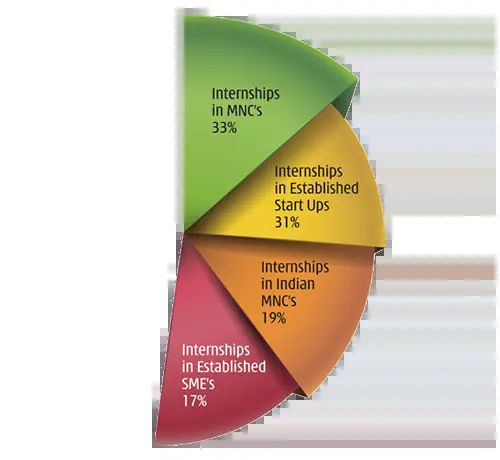 Internships
in MNC's
33%
Internships
in Established
Start Ups
31%
Internships
in Indian
MNC's
19%
Internships
in Established
SME's
17%